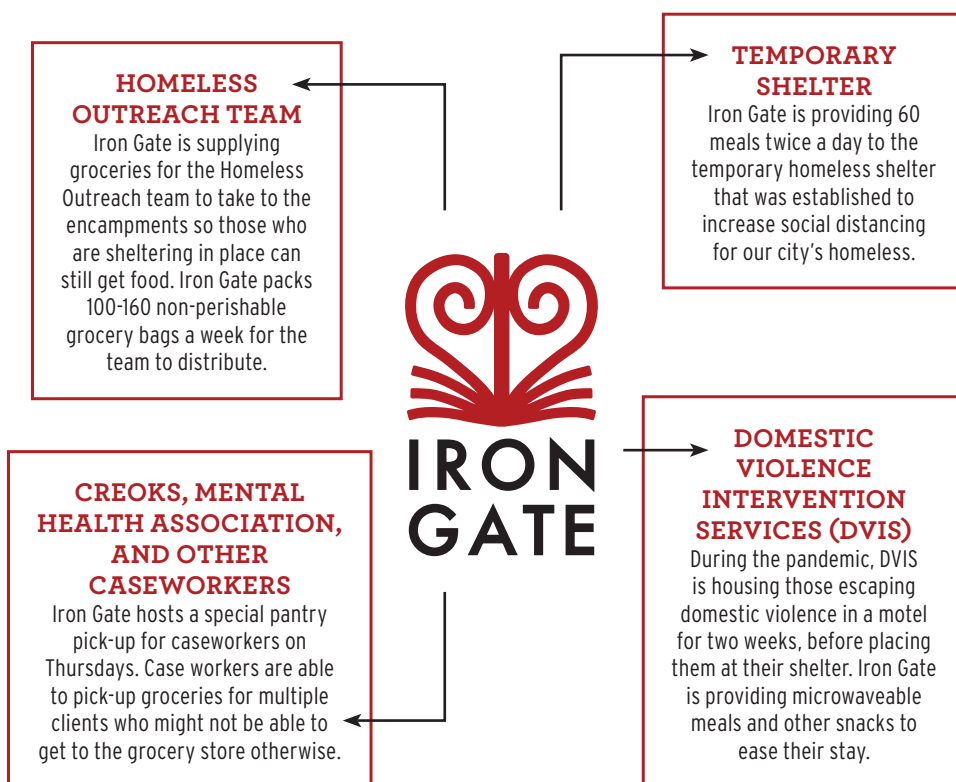 HOMELESS
OUTREACH TEAM
Iron Gate is supplying
groceries for the Homeless
Outreach team to take to the
encampments so those who
are sheltering in place can
still get food. Iron Gate packs
100-160 non-perishable
grocery bags a week for the
team to distribute.
TEMPORARY
SHELTER
Iron Gate is providing 60
meals twice a day to the
temporary homeless shelter
that was established to
increase social distancing
for our city's homeless.
IRON
GATE
CREOKS, MENTAL
HEALTH ASSOCIATION,
AND OTHER
CASEWORKERS
Iron Gate hosts a special pantry
pick-up for caseworkers on
Thursdays. Case workers are able
to pick-up groceries for multiple
clients who might not be able to
get to the grocery store otherwise.
DOMESTIC
VIOLENCE
INTERVENTION
SERVICES (DVIS)
During the pandemic, DVIS
is housing those escaping
domestic violence in a motel
for two weeks, before placing
them at their shelter. Iron Gate
is providing microwaveable
meals and other snacks to
ease their stay.